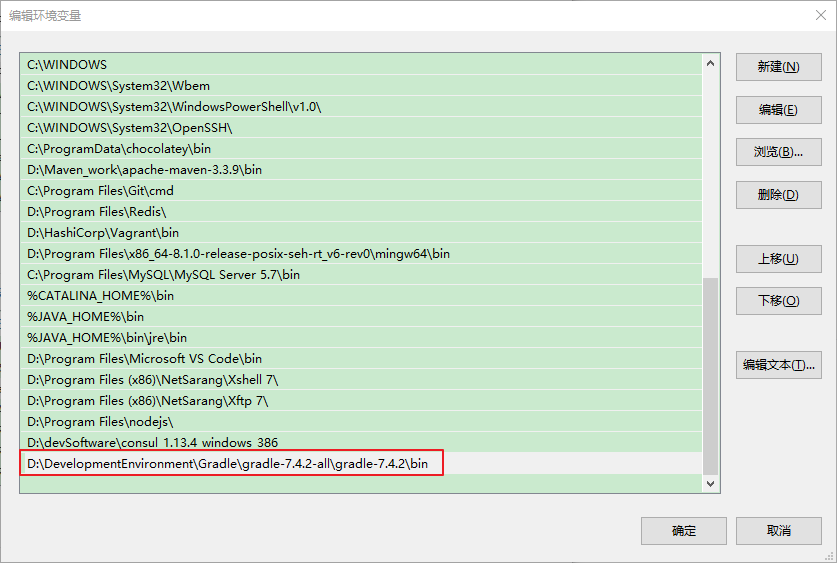 编辑环境变量
C:\WINDOWS
C:\WINDOWS\System32\Wbem
C:\WINDOWS\System32\WindowsPowerShell\v1.0\
C:\WINDOWS\System32\OpenSSH\
C:\ProgramData\chocolatey\bin
D:\Maven_work\apache-maven-3.3.9\bin
C:\Program Files\Git\cmd
D:\Program Files\Redis\
D:\HashiCorp\Vagrant\bin
D:\Program Files\x86_64-8.1.0-release-posix-seh-rt_v6-rev0\mingw64\bin
C:\Program Files\MySQL\MySQL Server 5.7\bin
%CATALINA_HOME%\bin
%JAVA_HOME%\bin
%JAVA_HOME%\bin\jre\bin
D:\Program Files\Microsoft VS Code\bin
D:\Program Files (x86)\NetSarang\Xshell 7\
D:\Program Files (x86)\NetSarang\Xftp 7\
D:\Program Files\nodejs\
D:\devSoftware\consul_1.13.4_windows_386
D:\DevelopmentEnvironment\Gradle\gradle-7.4.2-all\gradle-7.4.2\bin
新建(N)
编辑(E)
浏览(B)...
删除(D)
上移(U)
下移(O)
编辑文本(T)...
确定
取消